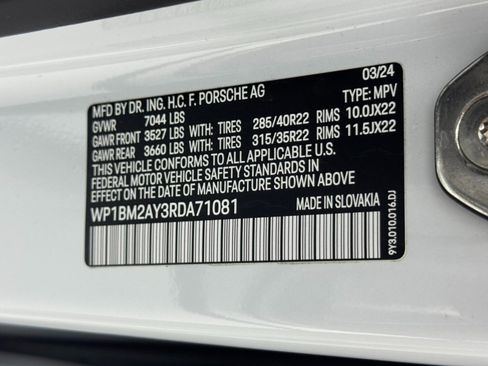 MFD BY DR. ING. H.C. F. PORSCHE AG 03/24
GVWR 7044 LBS TYPE: MPV
GAWR FRONT 3527 LBS WITH: TIRES 285/40R22 RIMS 10.0JX22
GAWR REAR 3660 LBS WITH: TIRES 315/35R22 RIMS 11.5JX22
THIS VEHICLE CONFORMS TO ALL APPLICABLE
FEDERAL MOTOR VEHICLE SAFETY STANDARDS IN
EFFECT ON THE DATE OF MANUFACTURE SHOWN ABOVE
WP1BM2AY3RDA71081 MADE IN SLOVAKIA
9Y3.010.016.DJ